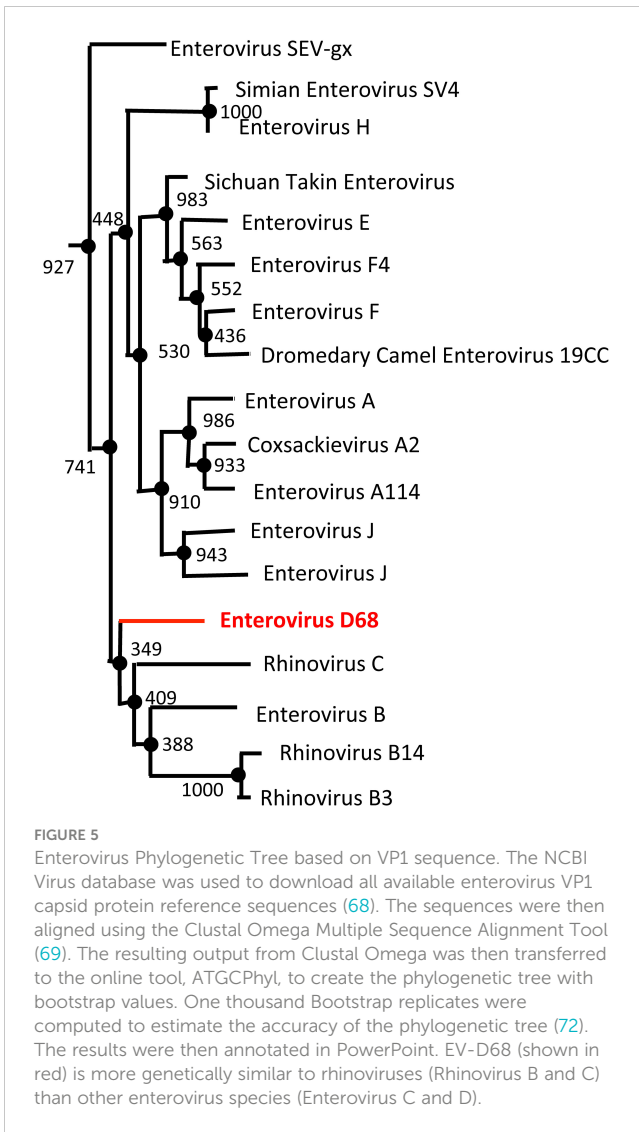 Enterovirus SEV-gx
Simian Enterovirus SV4
1000
Enterovirus H
Sichuan Takin Enterovirus
983
448
Enterovirus E
563
927
Enterovirus F4
552
Enterovirus F
436
530
Dromedary Camel Enterovirus 19CC
Enterovirus A
986
Coxsackievirus A2
741
933
910
Enterovirus A114
Enterovirus J
943
Enterovirus J
Enterovirus D68
349
Rhinovirus C
409
Enterovirus B
388
Rhinovirus B14
1000
Rhinovirus B3
FIGURE 5
Enterovirus Phylogenetic Tree based on VP1 sequence. The NCBI
Virus database was used to download all available enterovirus VP1
capsid protein reference sequences (68). The sequences were then
aligned using the Clustal Omega Multiple Sequence Alignment Tool
(69). The resulting output from Clustal Omega was then transferred
to the online tool, ATGCPhyl, to create the phylogenetic tree with
bootstrap values. One thousand Bootstrap replicates were
computed to estimate the accuracy of the phylogenetic tree (72).
The results were then annotated in PowerPoint. EV-D68 (shown in
red) is more genetically similar to rhinoviruses (Rhinovirus B and C)
than other enterovirus species (Enterovirus C and D).